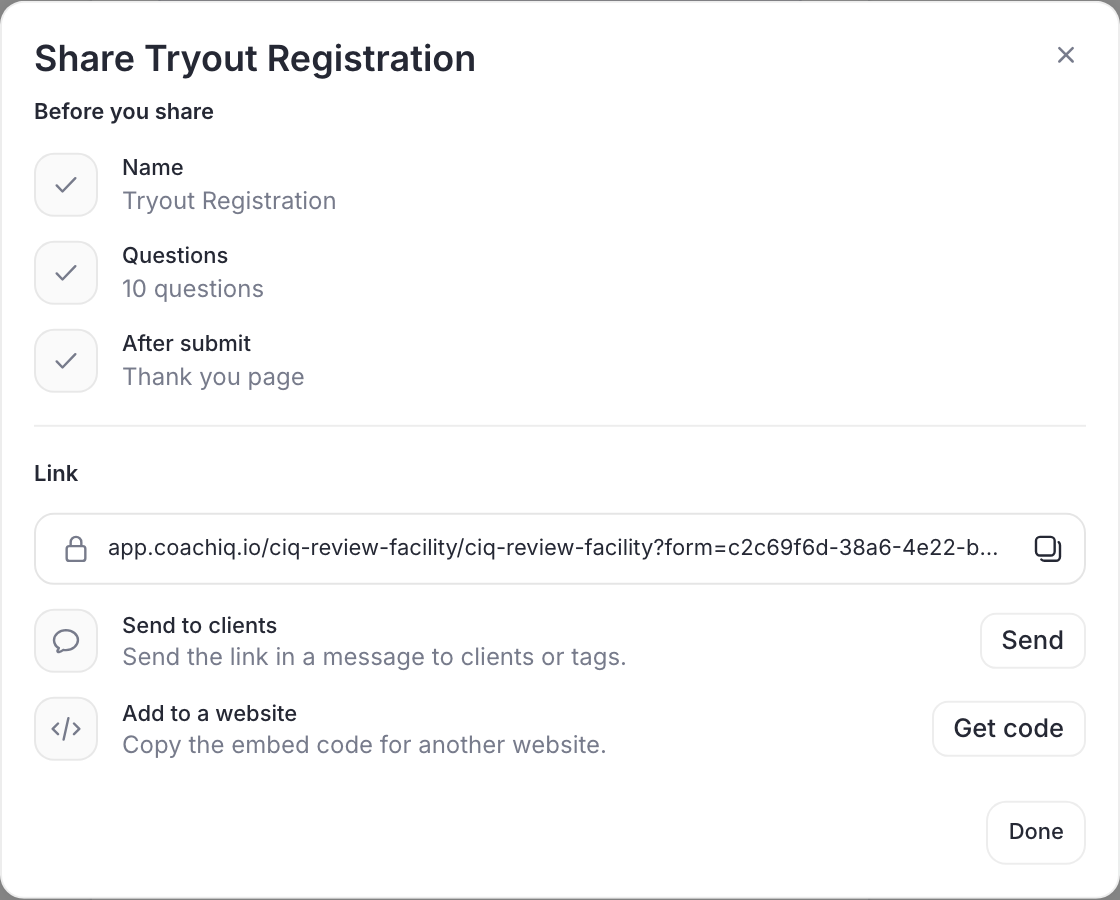 Share Tryout Registration
Before you share
Name
Tryout Registration
Questions
10 questions
After submit
Thank you page
Link
app.coachiq.io/ciq-review-facility/ciq-review-facility?form=c2c69f6d-38a6-4e22-b...
Send to clients
Send the link in a message to clients or tags.
Send
Add to a website
Copy the embed code for another website.
Get code
Done